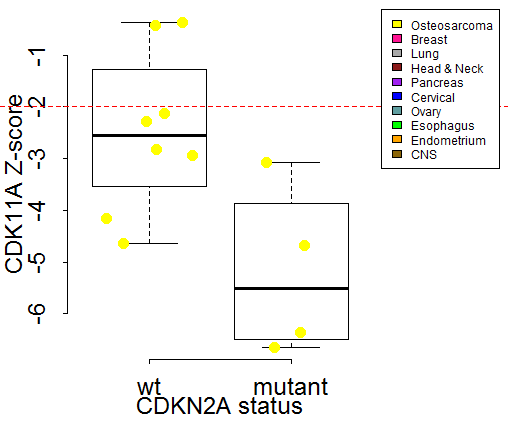 CDK11A Z-score
-1
-2
-3
-4
-5
-6
wt
mutant
CDKN2A status
Osteosarcoma
Breast
Lung
Head & Neck
Pancreas
Cervical
Ovary
Esophagus
Endometrium
CNS